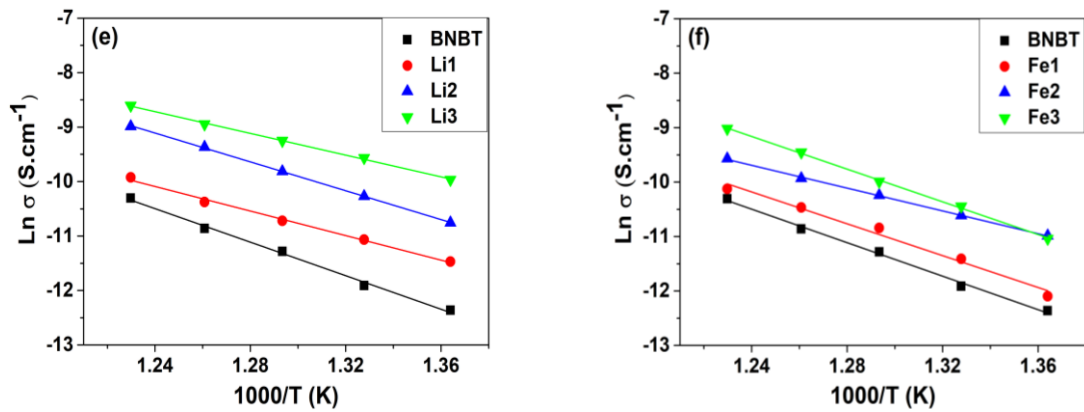 (e)
BNBT
Li1
Li2
Li3
Ln σ (S.cm⁻¹)
-7
-8
-9
-10
-11
-12
-13
1.24
1.28
1.32
1.36
1000/T (K)
(f)
BNBT
Fe1
Fe2
Fe3
Ln σ (S.cm⁻¹)
-7
-8
-9
-10
-11
-12
-13
1.24
1.28
1.32
1.36
1000/T (K)